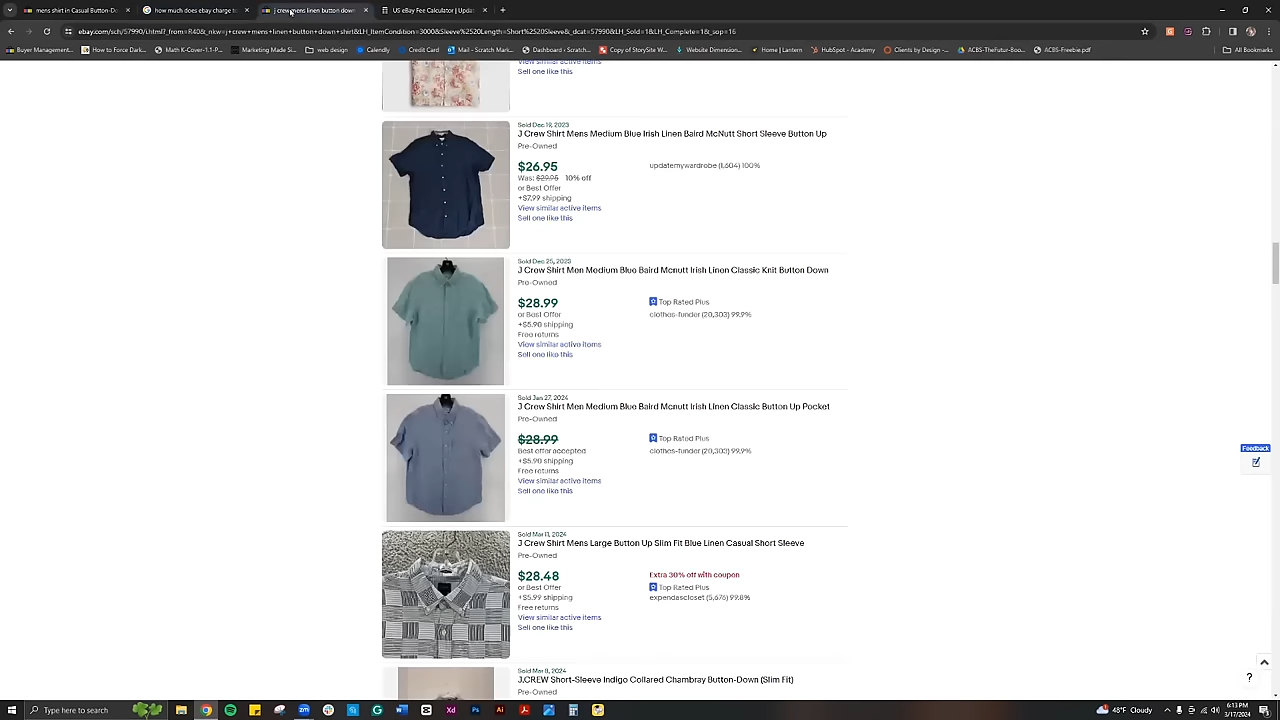 mens shirt in Casual Button-Do
how much does ebay charge to
j crew mens linen button down
US eBay Fee Calculator | Upda
ebay.com/sch/57990/i.html?_from=R40&_nkw=j+crew+mens+linen+button+down+shirt&LH_ItemCondition=3000&Sleeve%2520Length=Short%2520Sleeve&_dcat=57990&LH_Sold=1&LH_Complete=1&_sop=16
Buyer Management...
How to Force Dark...
Math K-Cover-1.1-P...
Marketing Made Si...
Distribution List - S...
Calendly
Credit Card
Mail - Scratch Mark...
Dashboard - Scratch...
Copy of StorySite W...
Website Dimension...
Home | Lantern
HubSpot - Academy
Clients by Design -...
ACBS-TheFutur-Boo...
ACBS-Freebie.pdf
All Bookmarks
View similar active items
Sell one like this
Sold Dec 19, 2023
J Crew Shirt Mens Medium Blue Irish Linen Baird McNutt Short Sleeve Button Up
Pre-Owned
$26.95
updatemywardrobe (1,604) 100%
Was: $29.95 10% off
or Best Offer
+$7.99 shipping
View similar active items
Sell one like this
Sold Dec 25, 2023
J Crew Shirt Men Medium Blue Baird Mcnutt Irish Linen Classic Knit Button Down
Pre-Owned
$28.99
Top Rated Plus
or Best Offer
clothes-funder (20,303) 99.9%
+$5.90 shipping
Free returns
View similar active items
Sell one like this
Sold Jan 27, 2024
J Crew Shirt Men Medium Blue Baird Mcnutt Irish Linen Classic Button Up Pocket
Pre-Owned
$28.99
Top Rated Plus
Best offer accepted
clothes-funder (20,303) 99.9%
+$5.90 shipping
Free returns
View similar active items
Sell one like this
Feedback
Sold Mar 11, 2024
J Crew Shirt Mens Large Button Up Slim Fit Blue Linen Casual Short Sleeve
Pre-Owned
$28.48
Extra 30% off with coupon
or Best Offer
Top Rated Plus
+$5.99 shipping
expendascloset (5,676) 99.8%
Free returns
View similar active items
Sell one like this
Sold Mar 8, 2024
J.CREW Short-Sleeve Indigo Collared Chambray Button-Down (Slim Fit)
Pre-Owned
Type here to search
48°F Cloudy
6:13 PM
3/17/2024